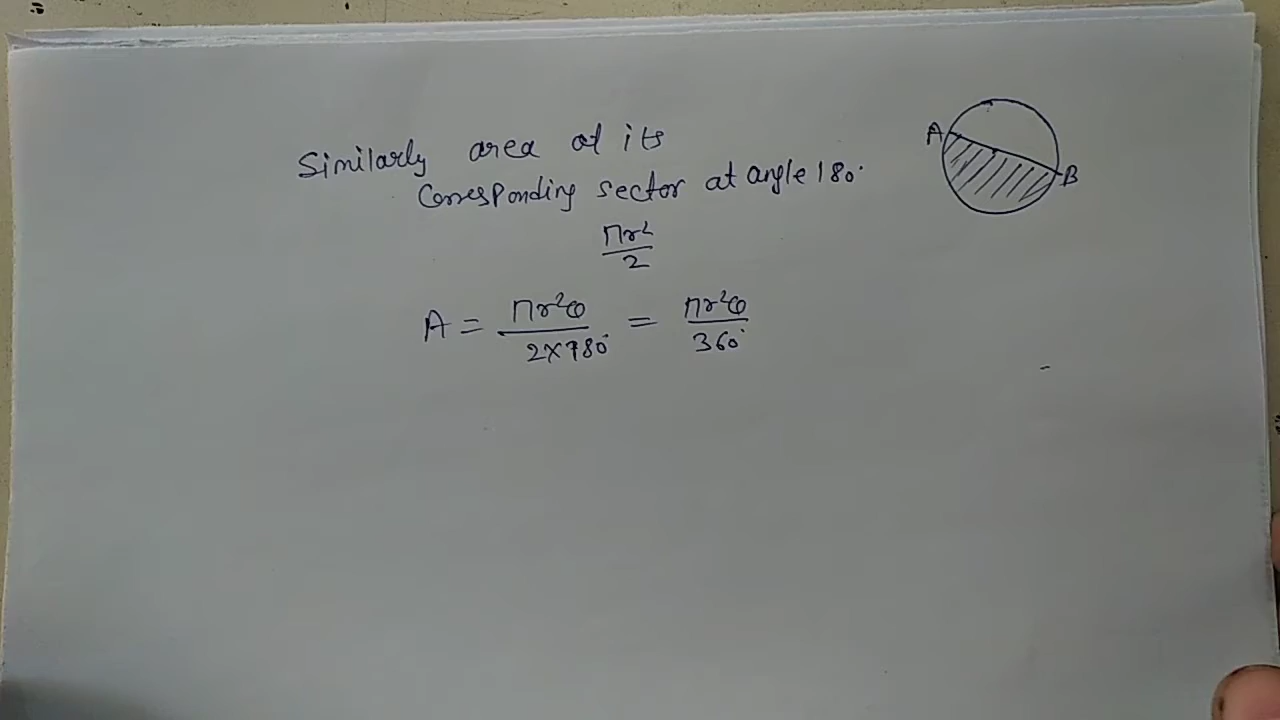 Similarly area of its
Corresponding sector at angle 180°
πr²/2
A = πr²θ/2×180° = πr²θ/360°
A
B